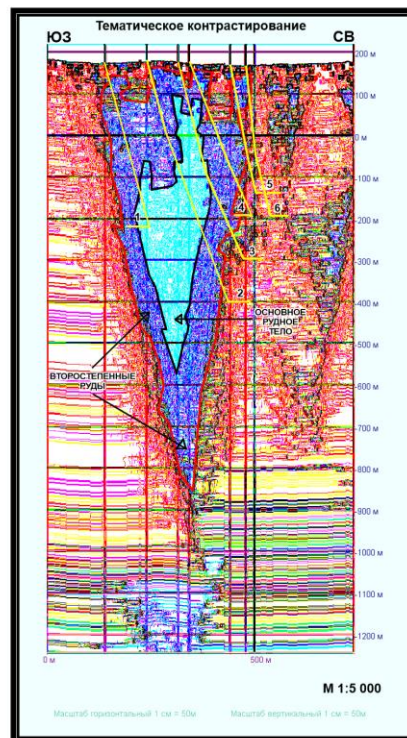 Тематическое контрастирование
ЮЗ
СВ
200 м
100 м
0 м
-100 м
-200 м
-300 м
-400 м
-500 м
-600 м
-700 м
-800 м
-900 м
-1000 м
-1100 м
-1200 м
1
2
3
4
5
6
ОСНОВНОЕ
РУДНОЕ
ТЕЛО
ВТОРОСТЕПЕННЫЕ
РУДЫ
0 м
500 м
М 1:5 000
Масштаб горизонтальный 1 см = 50м
Масштаб вертикальный 1 см = 50м